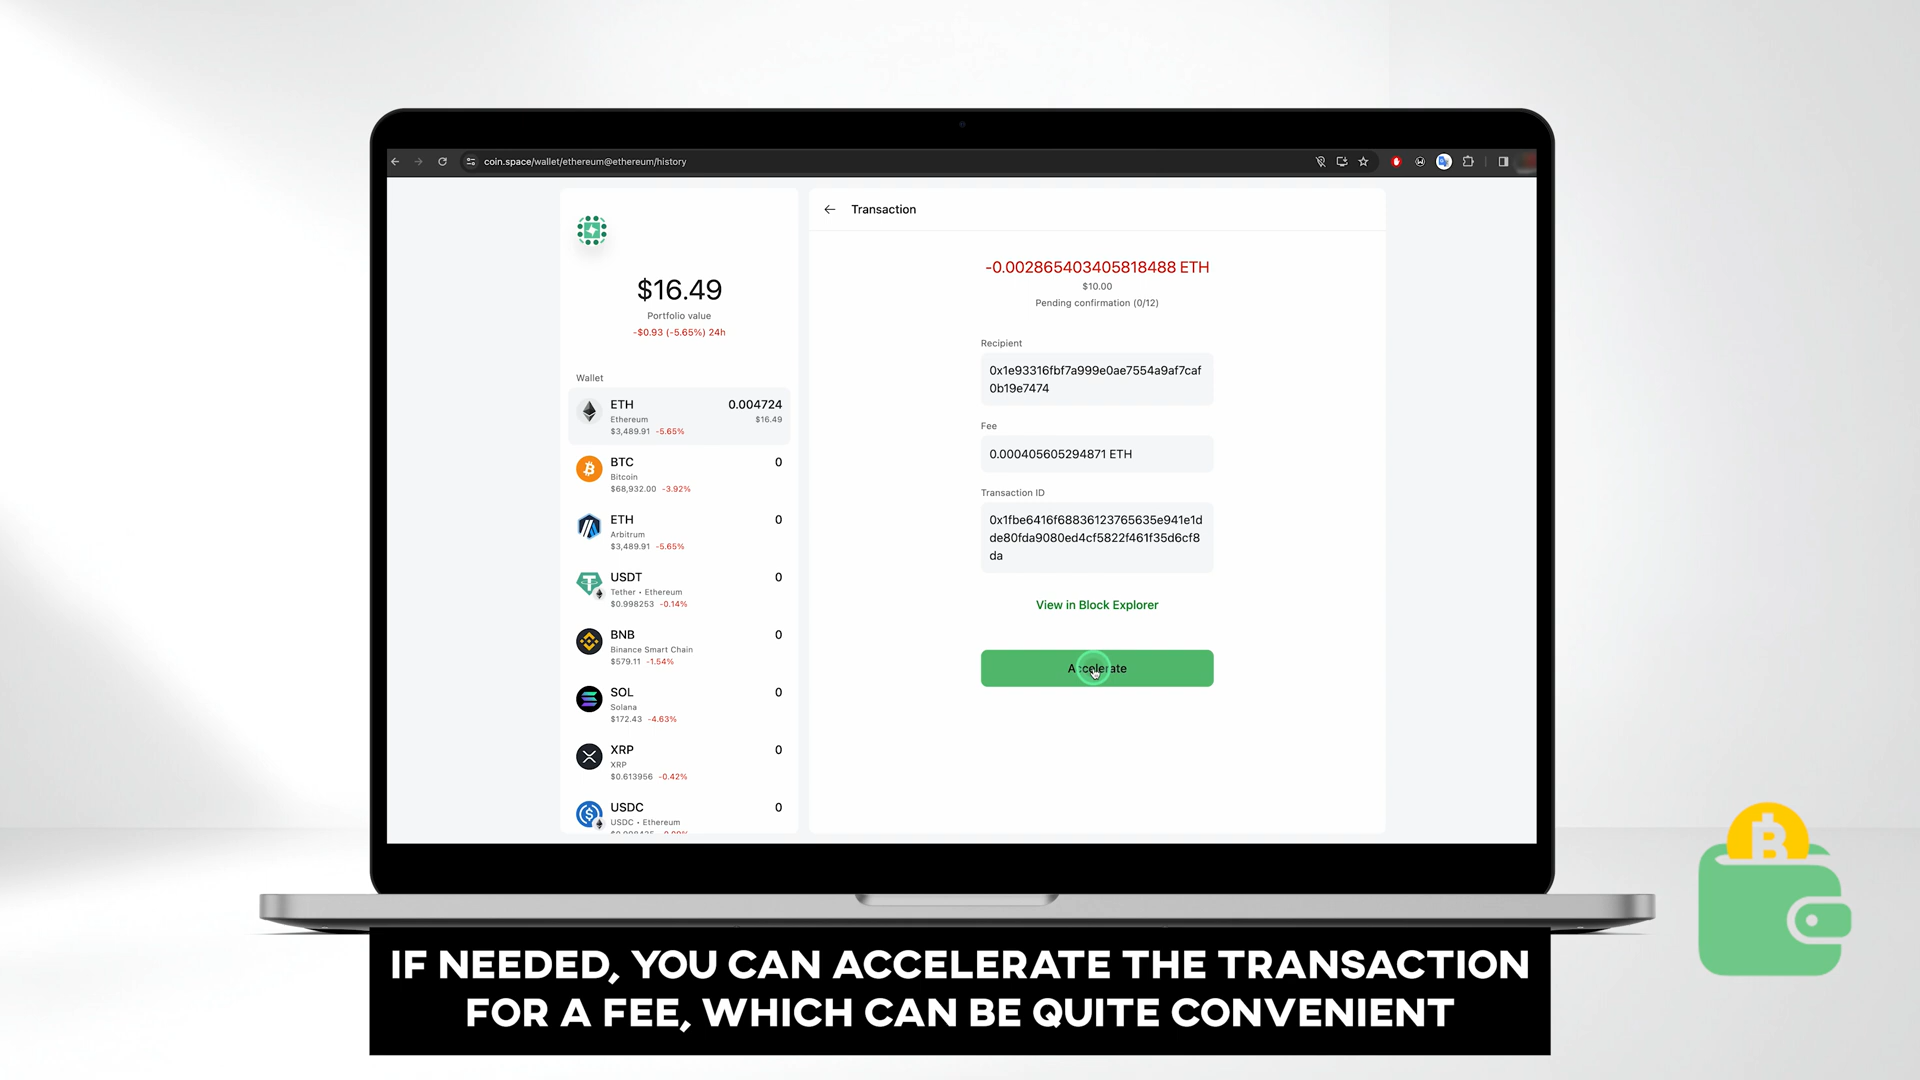 coin.space/wallet/ethereum@ethereum/history
$16.49
Portfolio value
-$0.93 (-5.65%) 24h
Wallet
ETH 0.004724
Ethereum $16.49
$3,489.91 -5.65%
BTC 0
Bitcoin
$68,932.00 -3.92%
ETH 0
Arbitrum
$3,489.91 -5.65%
USDT 0
Tether • Ethereum
$0.998253 -0.14%
BNB 0
Binance Smart Chain
$579.11 -1.54%
SOL 0
Solana
$172.43 -4.63%
XRP 0
XRP
$0.613956 -0.42%
USDC 0
USDC • Ethereum
Transaction
-0.002865403405818488 ETH
$10.00
Pending confirmation (0/12)
Recipient
0x1e93316fbf7a999e0ae7554a9af7caf
0b19e7474
Fee
0.000405605294871 ETH
Transaction ID
0x1fbe6416f68836123765635e941e1d
de80fda9080ed4cf5822f461f35d6cf8
da
View in Block Explorer
Accelerate
IF NEEDED, YOU CAN ACCELERATE THE TRANSACTION
FOR A FEE, WHICH CAN BE QUITE CONVENIENT